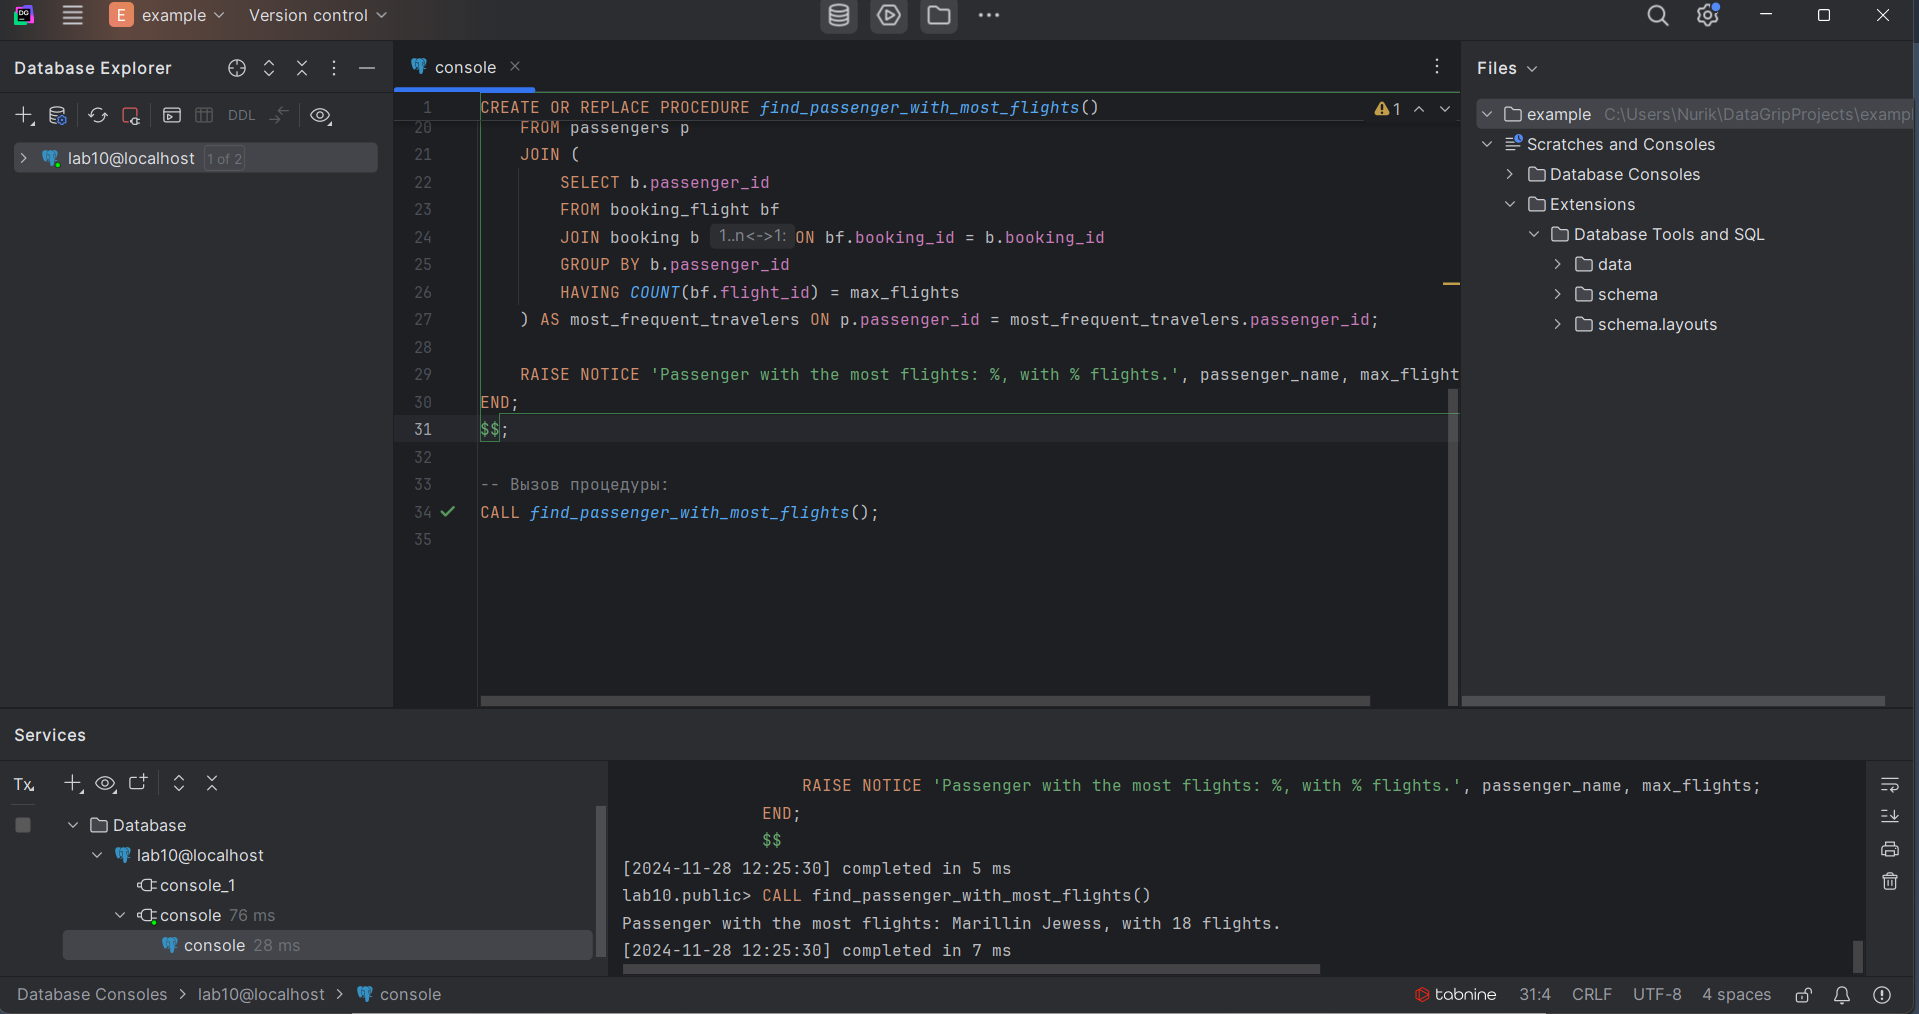 E example Version control
Database Explorer
DDL
lab10@localhost 1 of 2
console
1 CREATE OR REPLACE PROCEDURE find_passenger_with_most_flights() 1
20 FROM passengers p
21 JOIN (
22 SELECT b.passenger_id
23 FROM booking_flight bf
24 JOIN booking b 1..n<->1: ON bf.booking_id = b.booking_id
25 GROUP BY b.passenger_id
26 HAVING COUNT(bf.flight_id) = max_flights
27 ) AS most_frequent_travelers ON p.passenger_id = most_frequent_travelers.passenger_id;
28
29 RAISE NOTICE 'Passenger with the most flights: %, with % flights.', passenger_name, max_flight
30 END;
31 $$;
32
33 -- Вызов процедуры:
34 CALL find_passenger_with_most_flights();
35
Files
example C:\Users\Nurik\DataGripProjects\exampl
Scratches and Consoles
Database Consoles
Extensions
Database Tools and SQL
data
schema
schema.layouts
Services
Tx
Database
lab10@localhost
console_1
console 76 ms
console 28 ms
RAISE NOTICE 'Passenger with the most flights: %, with % flights.', passenger_name, max_flights;
END;
$$
[2024-11-28 12:25:30] completed in 5 ms
lab10.public> CALL find_passenger_with_most_flights()
Passenger with the most flights: Marillin Jewess, with 18 flights.
[2024-11-28 12:25:30] completed in 7 ms
Database Consoles > lab10@localhost > console
tabnine 31:4 CRLF UTF-8 4 spaces